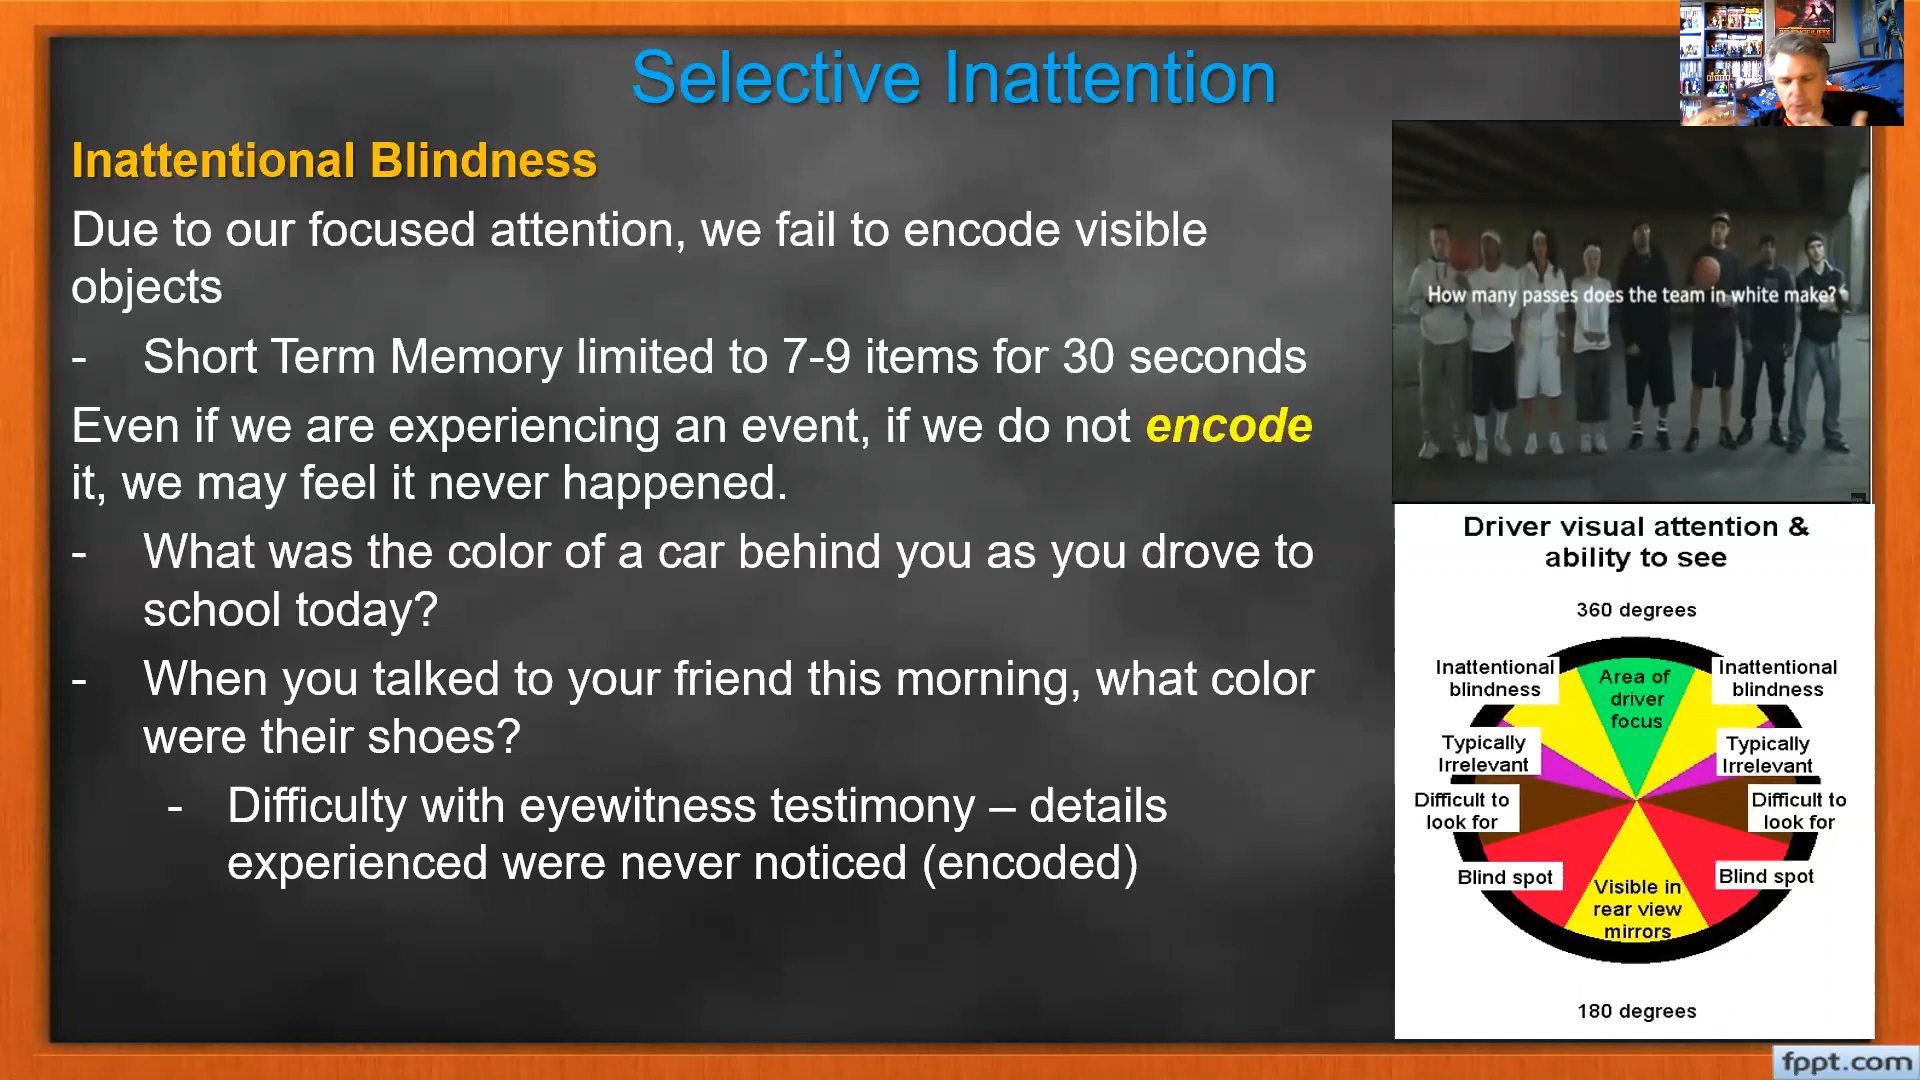 Selective Inattention
Inattentional Blindness
Due to our focused attention, we fail to encode visible
objects
- Short Term Memory limited to 7-9 items for 30 seconds
Even if we are experiencing an event, if we do not encode
it, we may feel it never happened.
- What was the color of a car behind you as you drove to
school today?
- When you talked to your friend this morning, what color
were their shoes?
- Difficulty with eyewitness testimony – details
experienced were never noticed (encoded)
How many passes does the team in white make?
Driver visual attention &
ability to see
360 degrees
Inattentional
blindness
Area of
driver
focus
Inattentional
blindness
Typically
Irrelevant
Typically
Irrelevant
Difficult to
look for
Difficult to
look for
Blind spot
Blind spot
Visible in
rear view
mirrors
180 degrees
fppt.com